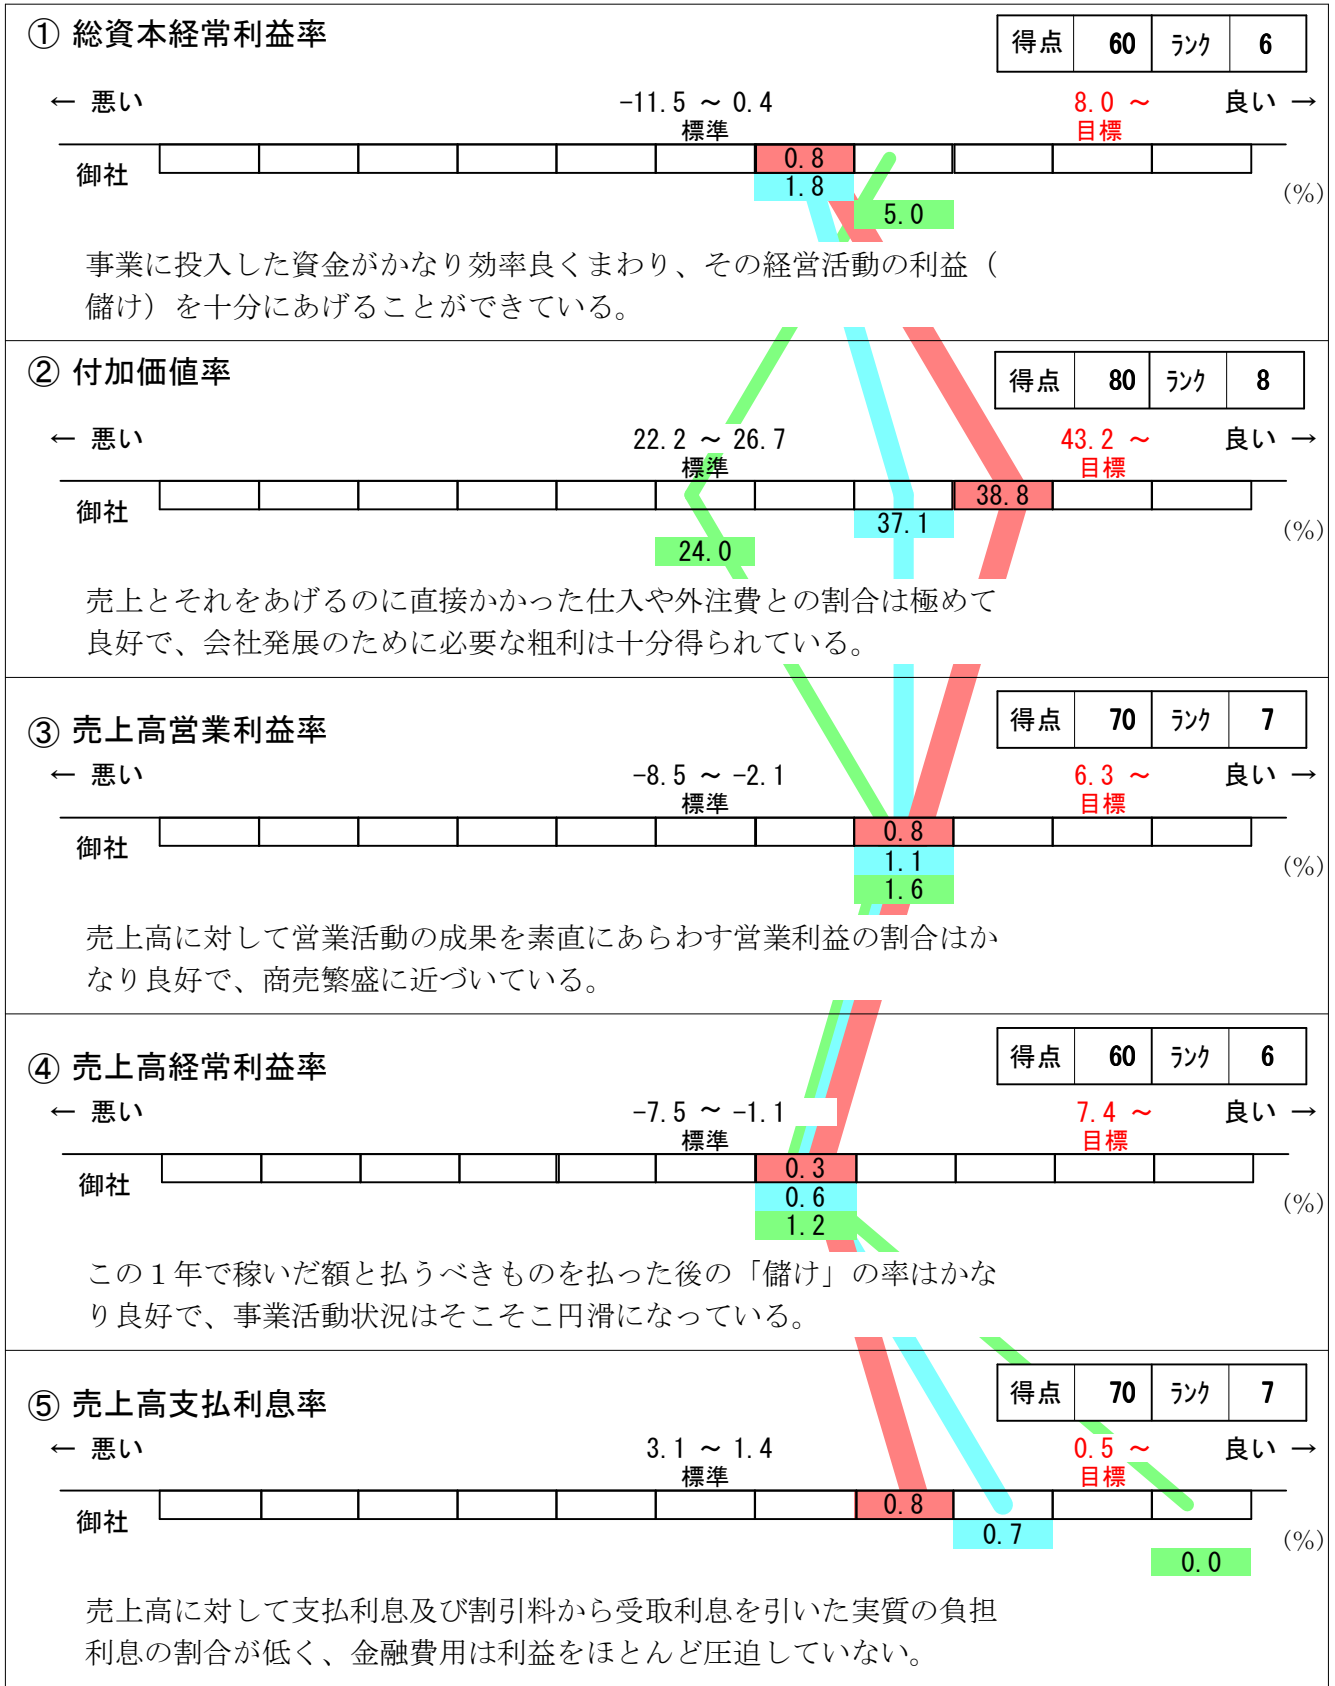 ① 総資本経常利益率
得点 60 ﾗﾝｸ 6
← 悪い -11.5 ～ 0.4 8.0 ～ 良い →
標準 目標
御社 0.8
1.8 (%)
5.0
事業に投入した資金がかなり効率良くまわり、その経営活動の利益（
儲け）を十分にあげることができている。
② 付加価値率
得点 80 ﾗﾝｸ 8
← 悪い 22.2 ～ 26.7 43.2 ～ 良い →
標準 目標
御社 38.8
37.1 (%)
24.0
売上とそれをあげるのに直接かかった仕入や外注費との割合は極めて
良好で、会社発展のために必要な粗利は十分得られている。
③ 売上高営業利益率
得点 70 ﾗﾝｸ 7
← 悪い -8.5 ～ -2.1 6.3 ～ 良い →
標準 目標
御社 0.8
1.1 (%)
1.6
売上高に対して営業活動の成果を素直にあらわす営業利益の割合はか
なり良好で、商売繁盛に近づいている。
④ 売上高経常利益率
得点 60 ﾗﾝｸ 6
← 悪い -7.5 ～ -1.1 7.4 ～ 良い →
標準 目標
御社 0.3
0.6 (%)
1.2
この１年で稼いだ額と払うべきものを払った後の「儲け」の率はかな
り良好で、事業活動状況はそこそこ円滑になっている。
⑤ 売上高支払利息率
得点 70 ﾗﾝｸ 7
← 悪い 3.1 ～ 1.4 0.5 ～ 良い →
標準 目標
御社 0.8
0.7 (%)
0.0
売上高に対して支払利息及び割引料から受取利息を引いた実質の負担
利息の割合が低く、金融費用は利益をほとんど圧迫していない。